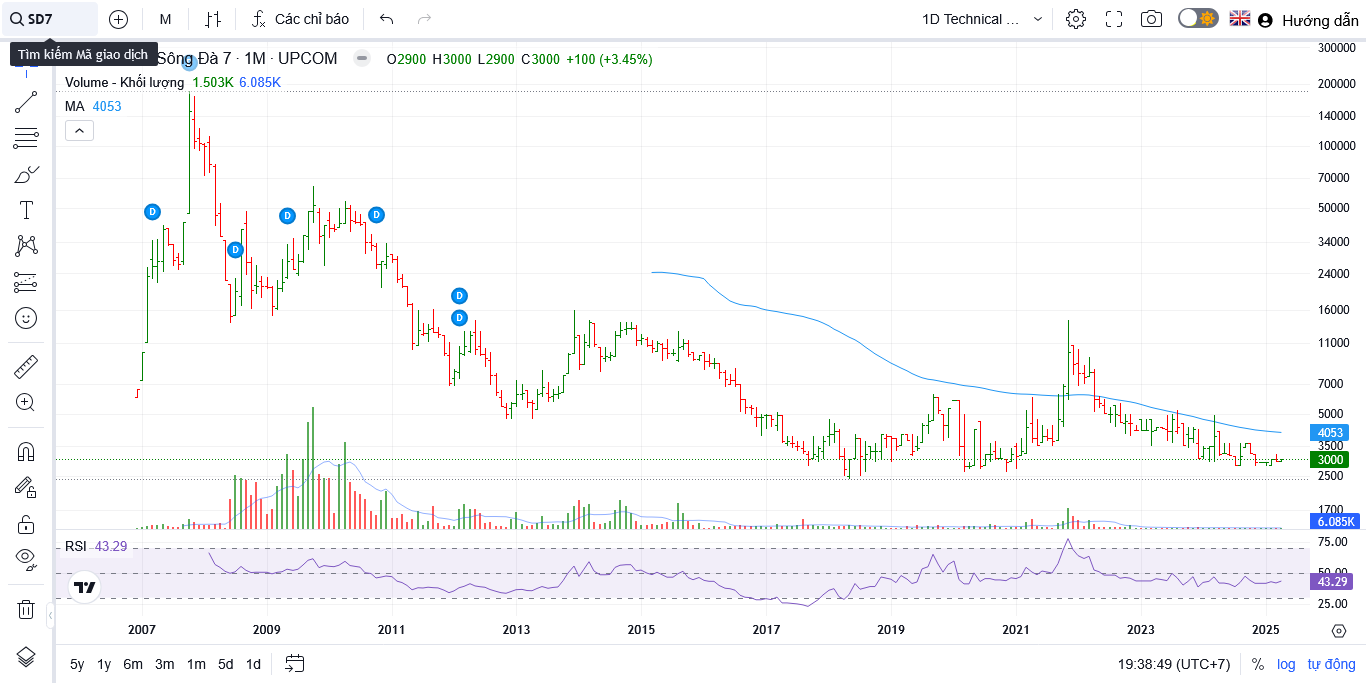 SD7
M
Các chỉ báo
1D Technical ...
Hướng dẫn
Tìm kiếm Mã giao dịch
Sông Đà 7 · 1M · UPCOM
O2900 H3000 L2900 C3000 +100 (+3.45%)
Volume - Khối lượng 1.503K 6.085K
MA 4053
300000
200000
140000
100000
70000
50000
34000
24000
16000
11000
7000
5000
4053
3500
3000
2500
1700
6.085K
D
D
D
D
D
D
RSI 43.29
75.00
50.00
43.29
25.00
2007 2009 2011 2013 2015 2017 2019 2021 2023 2025
5y 1y 6m 3m 1m 5d 1d
19:38:49 (UTC+7) % log tự động